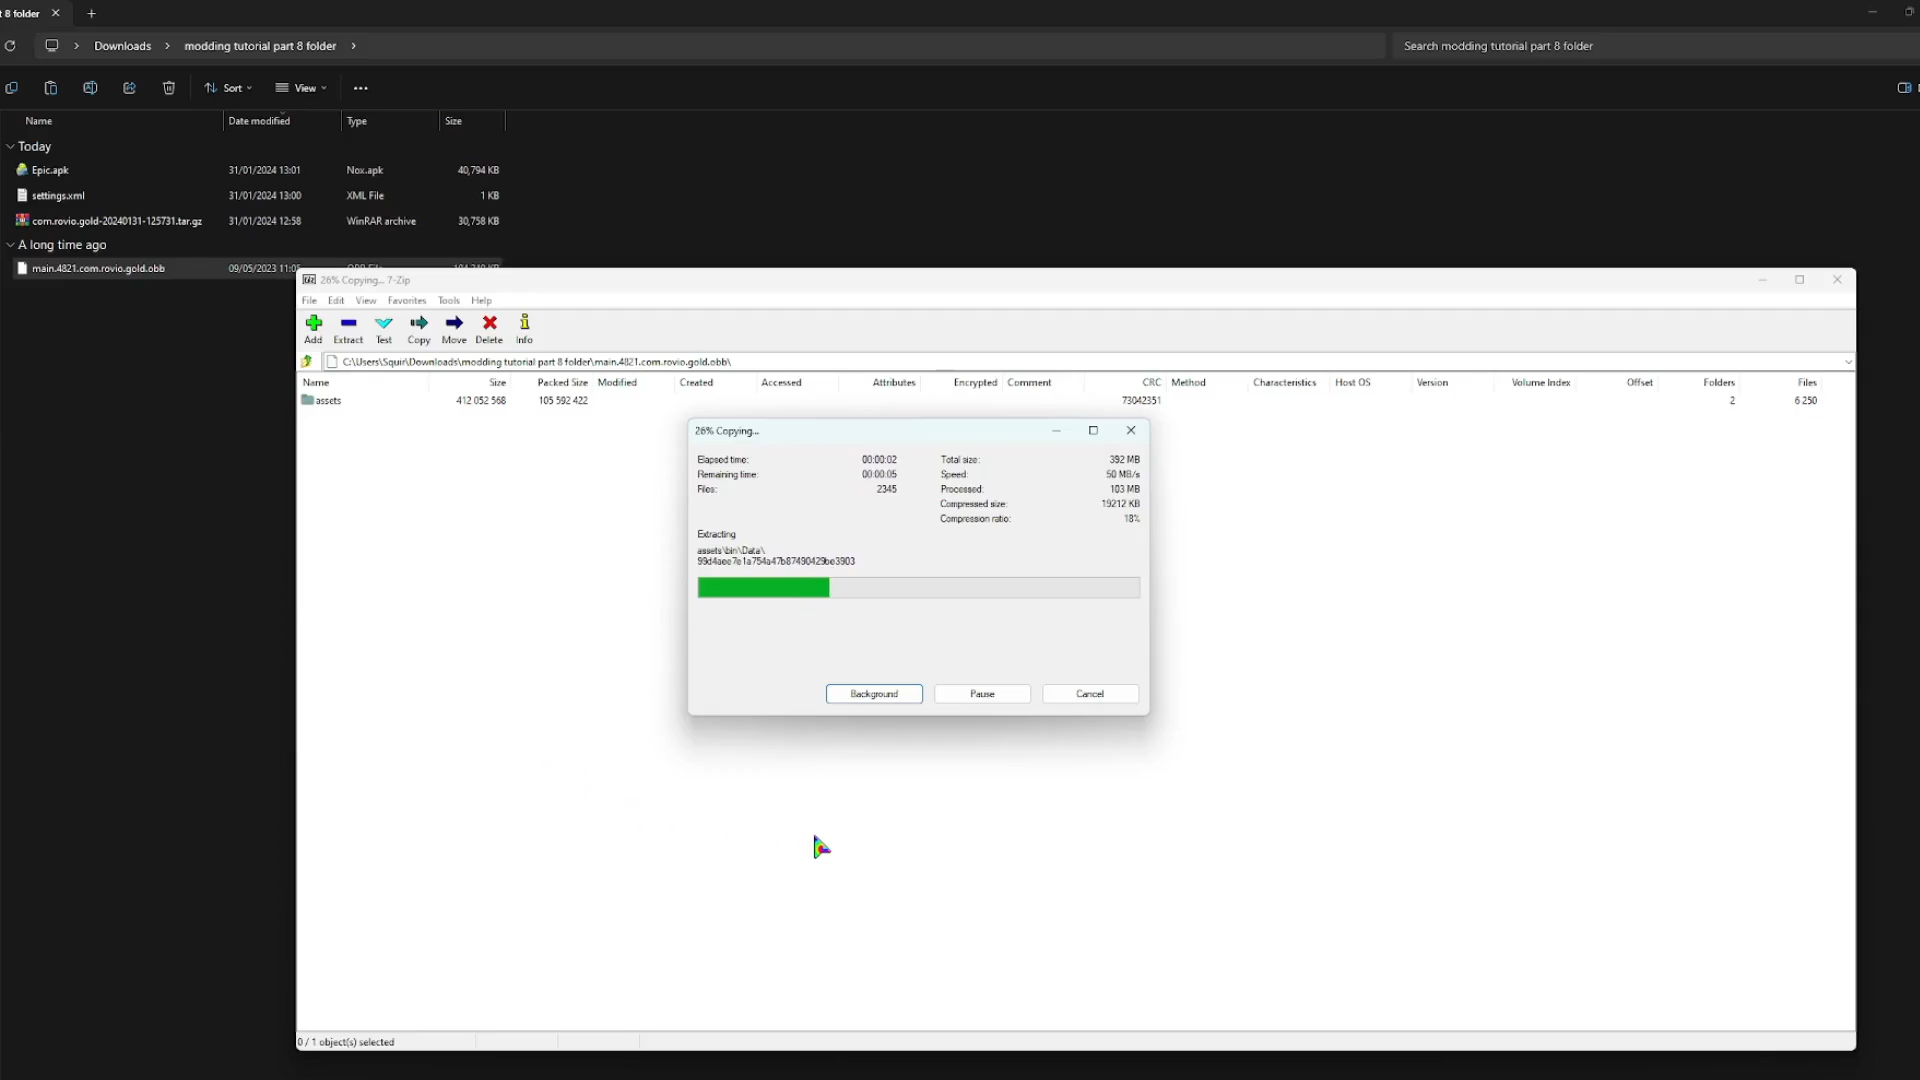 t 8 folder
Downloads > modding tutorial part 8 folder >
Search modding tutorial part 8 folder
Sort
View
Name Date modified Type Size
Today
Epic.apk 31/01/2024 13:01 Nox.apk 40,794 KB
settings.xml 31/01/2024 13:00 XML File 1 KB
com.rovio.gold-20240131-125731.tar.gz 31/01/2024 12:58 WinRAR archive 30,758 KB
A long time ago
main.4821.com.rovio.gold.obb 09/05/2023
26% Copying... 7-Zip
File Edit View Favorites Tools Help
Add Extract Test Copy Move Delete Info
C:\Users\Squir\Downloads\modding tutorial part 8 folder\main.4821.com.rovio.gold.obb\
Name Size Packed Size Modified Created Accessed Attributes Encrypted Comment CRC Method Characteristics Host OS Version Volume Index Offset Folders Files
assets 412 052 568 105 592 422 73042351 2 6 250
26% Copying...
Elapsed time: 00:00:02 Total size: 392 MB
Remaining time: 00:00:05 Speed: 50 MB/s
Files: 2345 Processed: 103 MB
Compressed size: 19212 KB
Compression ratio: 18%
Extracting
assets\bin\Data\
99d4aee7e1a754a47b87490429be3903
Background Pause Cancel
0 / 1 object(s) selected